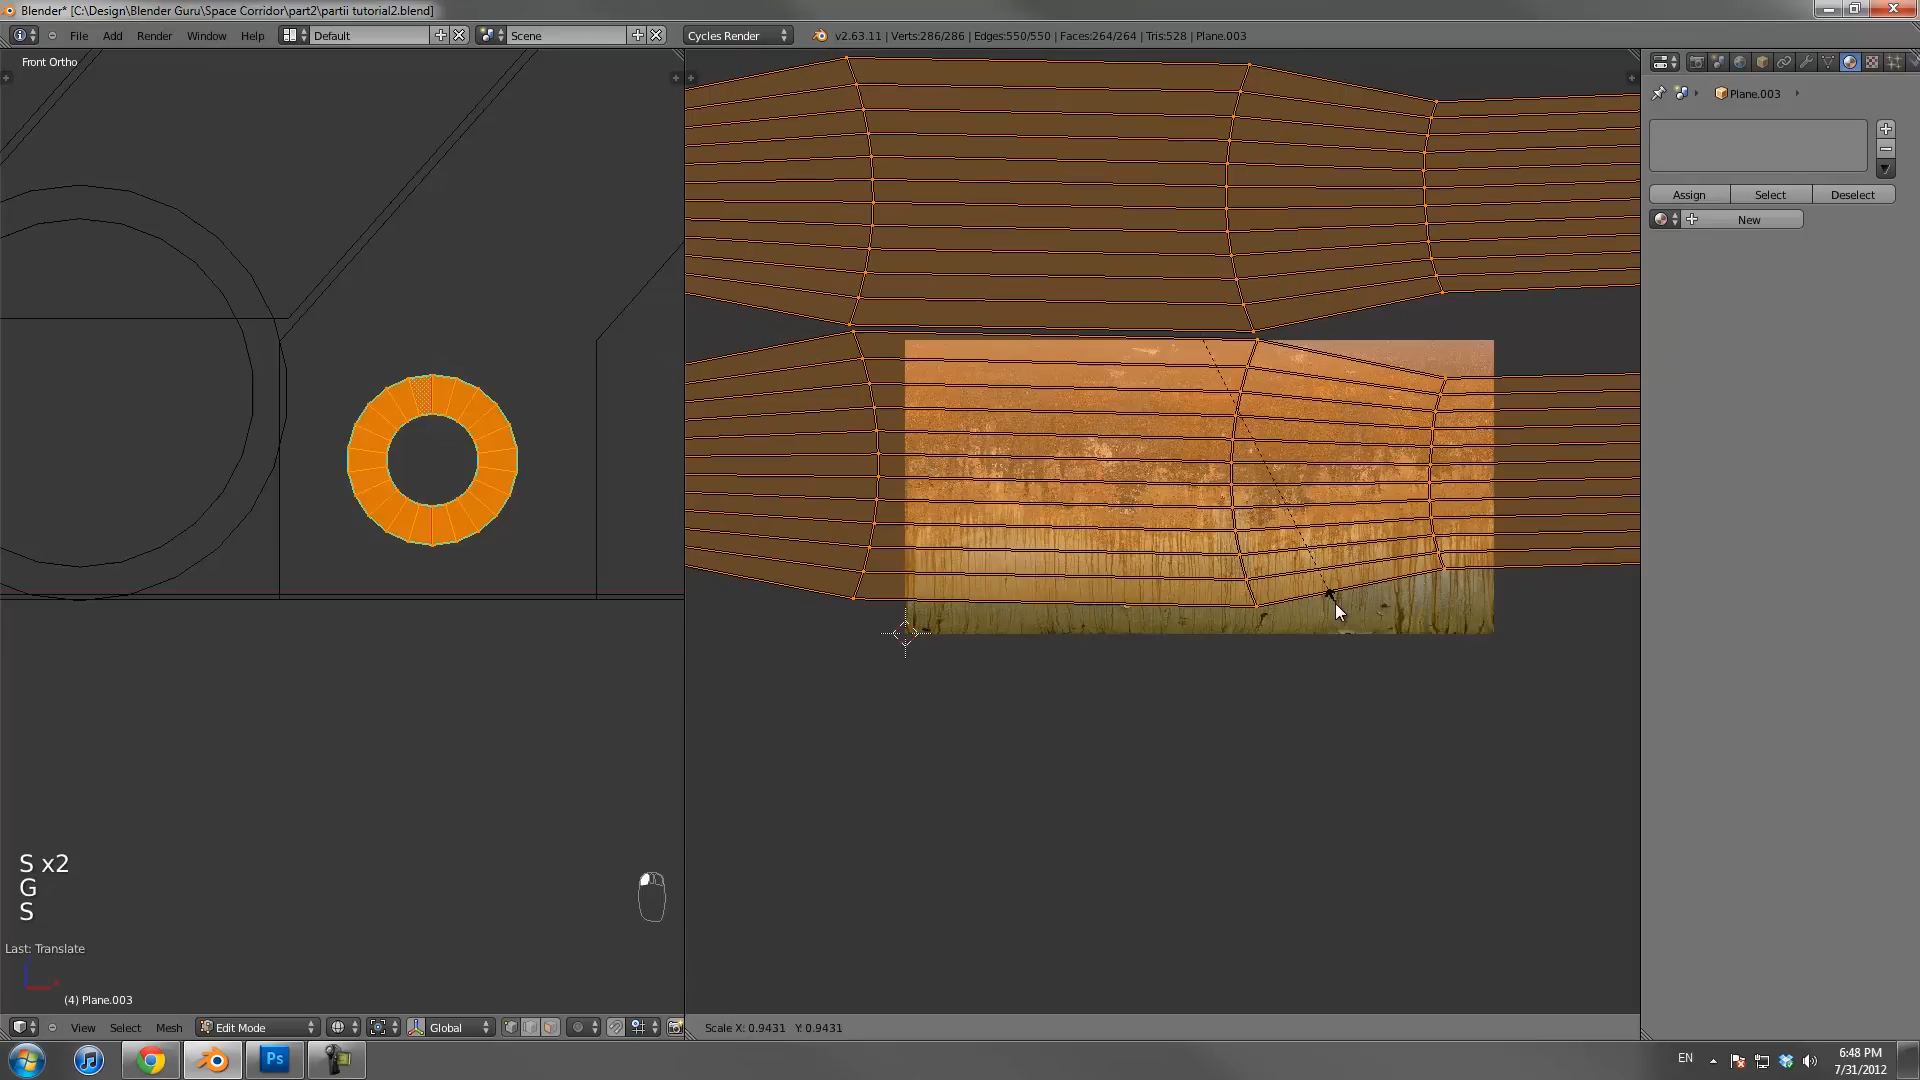 Blender* [C:\Design\Blender Guru\Space Corridor\part2\partii tutorial2.blend]
File Add Render Window Help Default Scene Cycles Render v2.63.11 | Verts:286/286 | Edges:550/550 | Faces:264/264 | Tris:528 | Plane.003
Front Ortho
Plane.003
Assign Select Deselect
New
S x2
G
S
Last: Translate
(4) Plane.003
View Select Mesh Edit Mode Global Scale X: 0.9431 Y: 0.9431
Ps EN 6:48 PM
7/31/2012